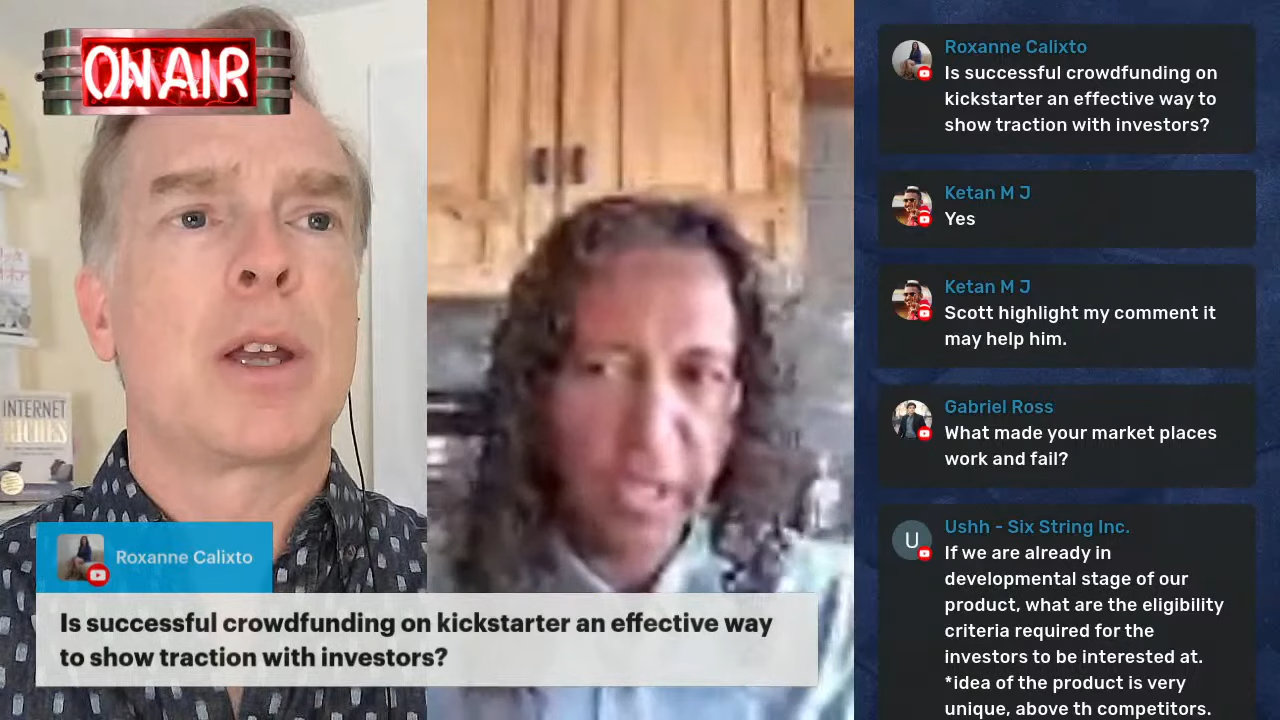 ON AIR
INTERNET
RICHES
Roxanne Calixto
Is successful crowdfunding on kickstarter an effective way
to show traction with investors?
Roxanne Calixto
Is successful crowdfunding on
kickstarter an effective way to
show traction with investors?
Ketan M J
Yes
Ketan M J
Scott highlight my comment it
may help him.
Gabriel Ross
What made your market places
work and fail?
U
Ushh - Six String Inc.
If we are already in
developmental stage of our
product, what are the eligibility
criteria required for the
investors to be interested at.
*idea of the product is very
unique, above th competitors.